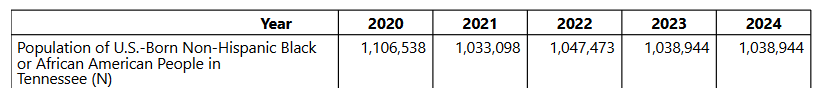 Year 2020 2021 2022 2023 2024
Population of U.S.-Born Non-Hispanic Black 1,106,538 1,033,098 1,047,473 1,038,944 1,038,944
or African American People in
Tennessee (N)